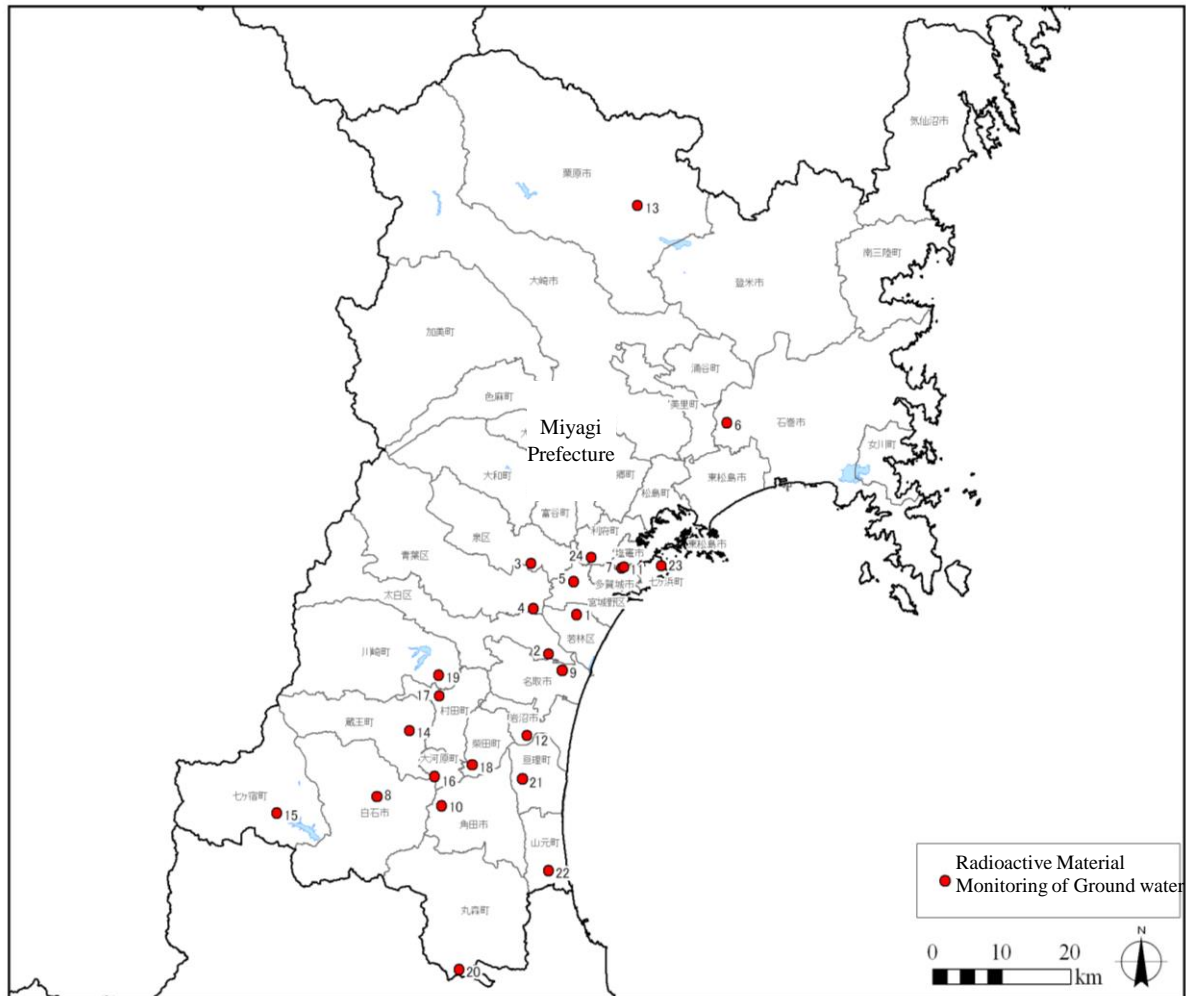 気仙沼市
栗原市
13
南三陸町
大崎市
登米市
加美町
涌谷町
色麻町
美里町
6
石巻市
Miyagi
Prefecture
女川町
大和町
郷町
東松島市
松島町
富谷町
利府町
泉区
24
塩竈市
東松島市
青葉区
3
7
11
23
5
多賀城市
七ヶ浜町
太白区
宮城野区
4
1
若林区
川崎町
2
9
名取市
19
17
村田町
蔵王町
岩沼市
14
柴田町
12
大河原町
亘理町
18
16
21
七ヶ宿町
8
10
15
白石市
角田市
山元町
22
丸森町
20
Radioactive Material
Monitoring of Ground water
N
0 10 20
km